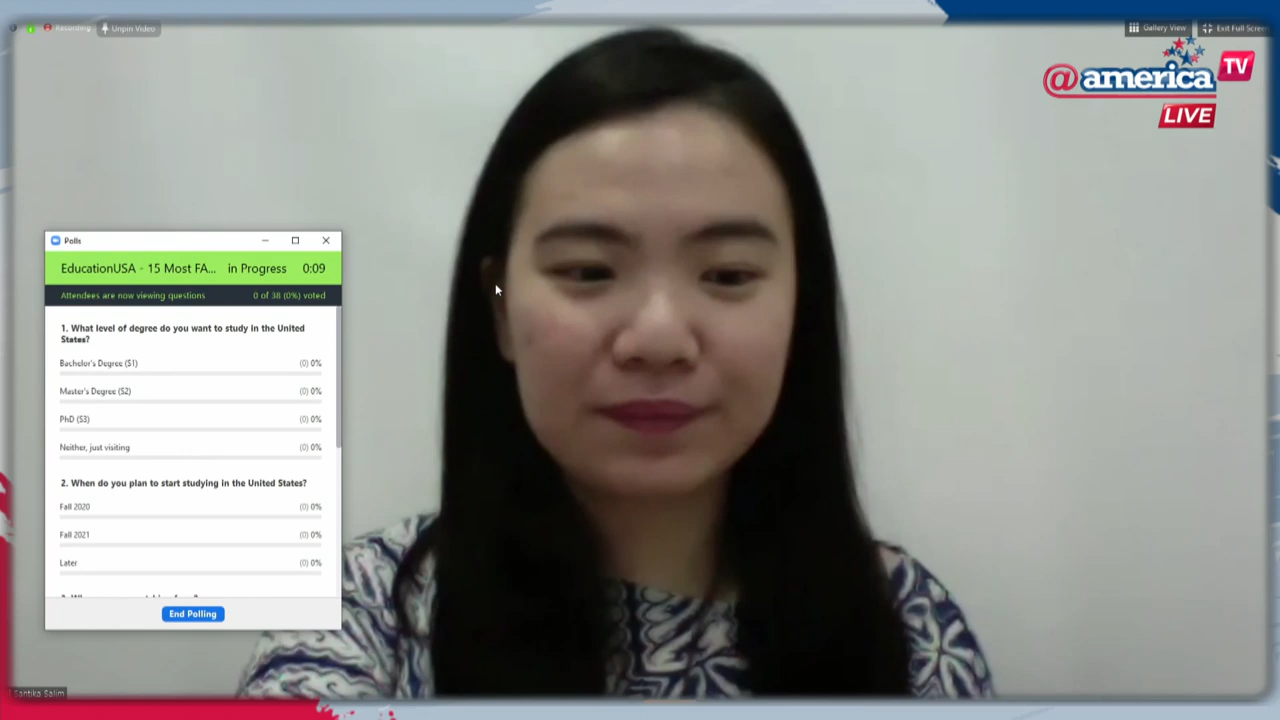 Recording
Unpin Video
Gallery View
Exit Full Scree
@america TV
LIVE
Polls
EducationUSA - 15 Most FA... in Progress 0:09
Attendees are now viewing questions 0 of 38 (0%) voted
1. What level of degree do you want to study in the United
States?
Bachelor's Degree (S1) (0) 0%
Master's Degree (S2) (0) 0%
PhD (S3) (0) 0%
Neither, just visiting (0) 0%
2. When do you plan to start studying in the United States?
Fall 2020 (0) 0%
Fall 2021 (0) 0%
Later (0) 0%
End Polling
Santika Salim